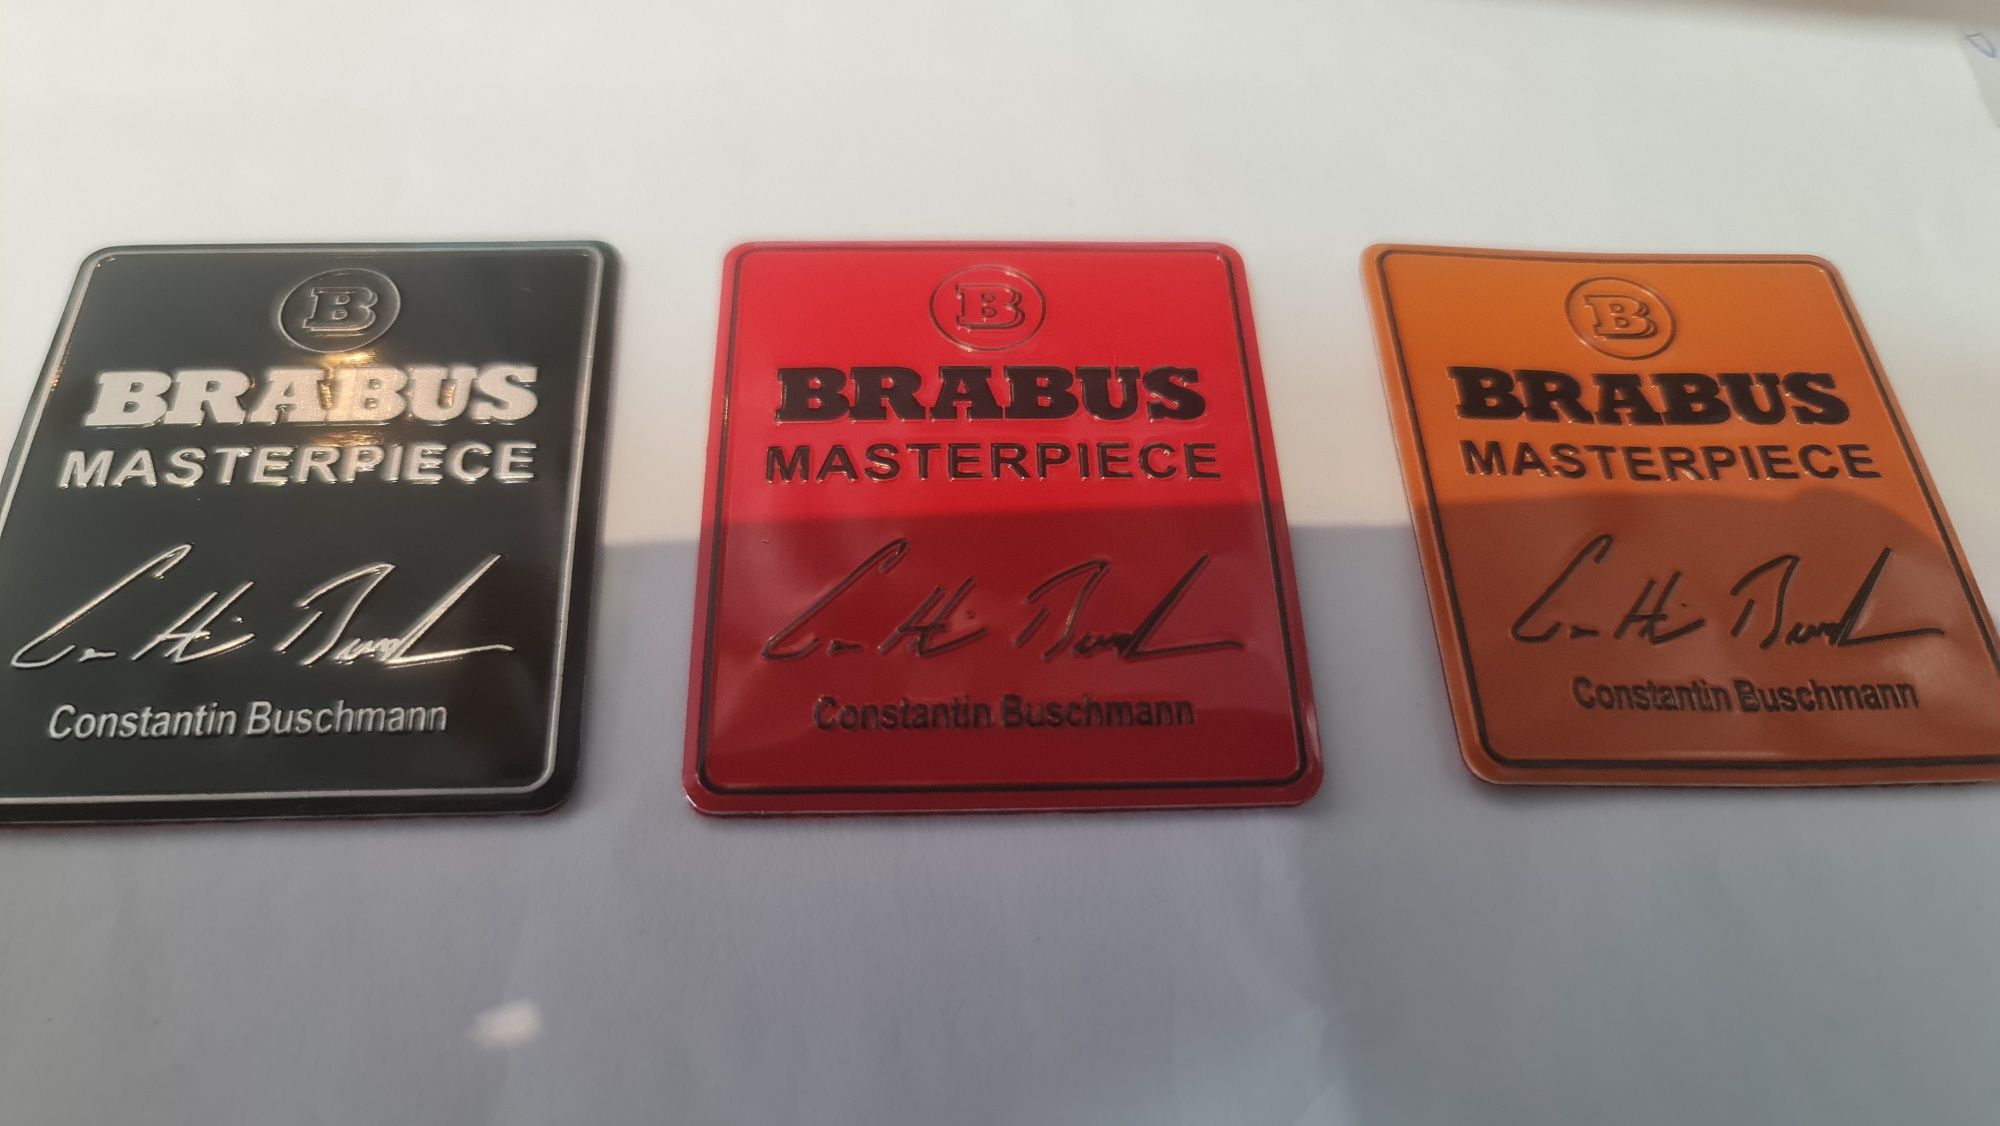 B
BRABUS
MASTERPIECE
Constantin Buschmann
B
BRABUS
MASTERPIECE
Constantin Buschmann
B
BRABUS
MASTERPIECE
Constantin Buschmann